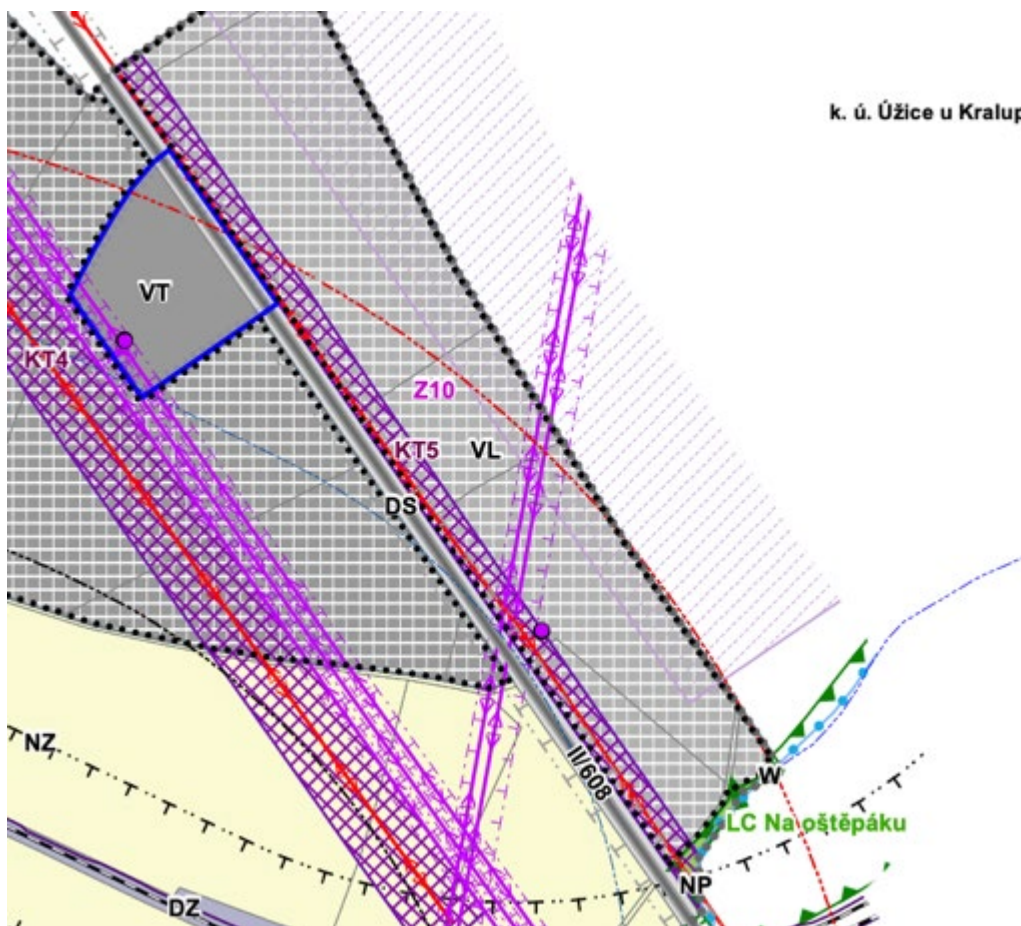 k. ú. Úžice u Kralup
VT
KT4
Z10
KT5
VL
DS
NZ
II/608
W
LC Na oštěpáku
NP
DZ